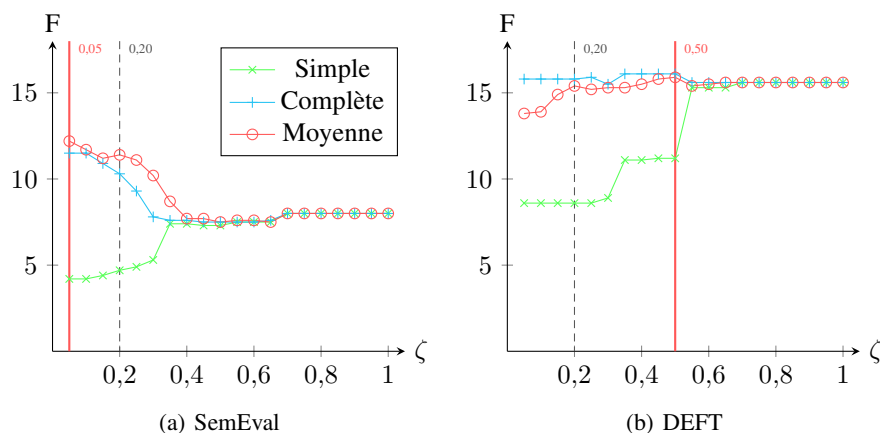 F
0,05
0,20
Simple
Complète
Moyenne
15
10
5
0,2 0,4 0,6 0,8 1
ζ
(a) SemEval
F
0,20
0,50
15
10
5
0,2 0,4 0,6 0,8 1
ζ
(b) DEFT